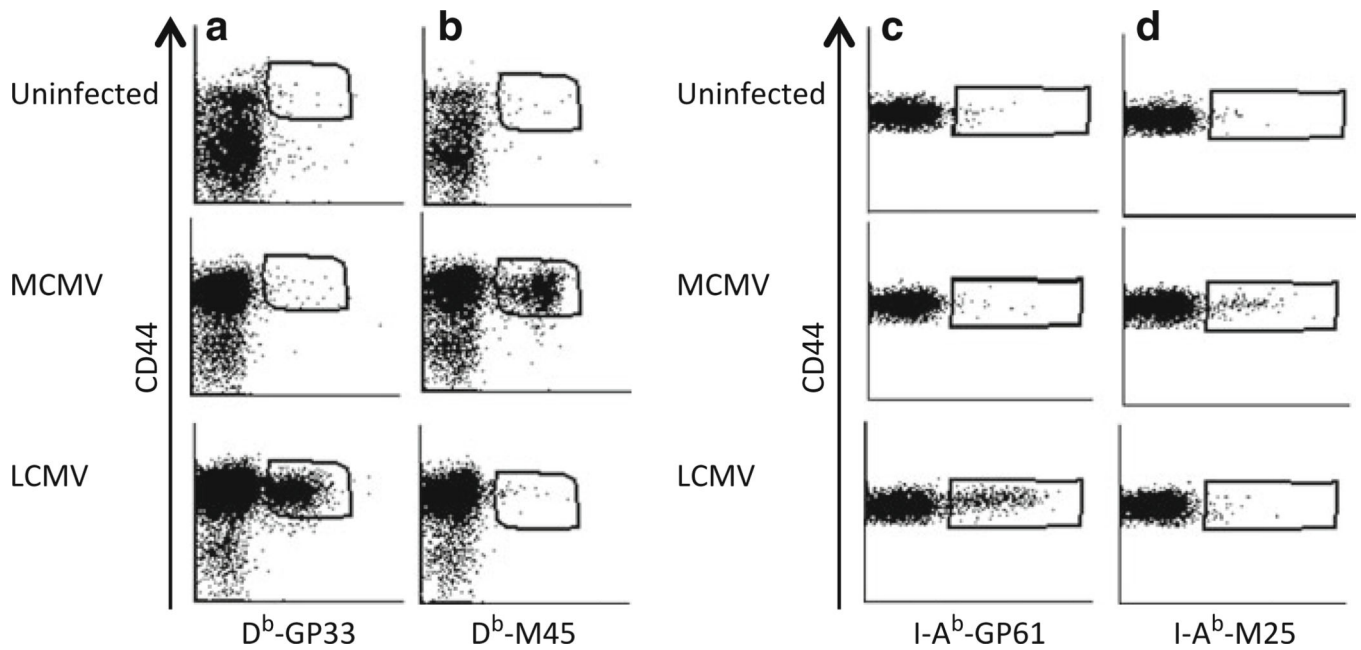 a b c d
Uninfected Uninfected
MCMV MCMV
CD44 CD44
LCMV LCMV
Dᵇ-GP33 Dᵇ-M45 I-Aᵇ-GP61 I-Aᵇ-M25